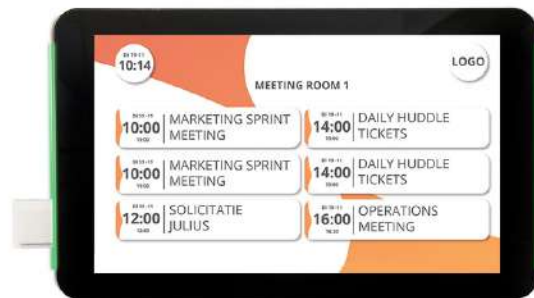 10:14
LOGO
MEETING ROOM 1
10:00
MARKETING SPRINT
MEETING
14:00
DAILY HUDDLE
TICKETS
10:00
MARKETING SPRINT
MEETING
14:00
DAILY HUDDLE
TICKETS
12:00
SOLICITATIE
JULIUS
16:00
OPERATIONS
MEETING